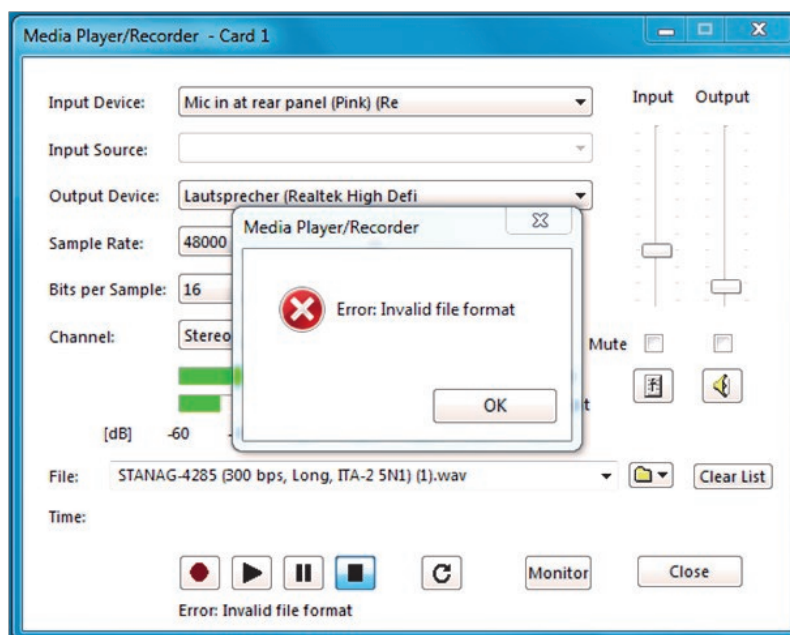 Media Player/Recorder - Card 1
Input Device: Mic in at rear panel (Pink) (Re Input Output
Input Source:
Output Device: Lautsprecher (Realtek High Defi
Media Player/Recorder
Sample Rate: 48000
Bits per Sample: 16
Error: Invalid file format
Channel: Stereo Mute
OK
[dB] -60
File: STANAG-4285 (300 bps, Long, ITA-2 5N1) (1).wav Clear List
Time:
Monitor Close
Error: Invalid file format